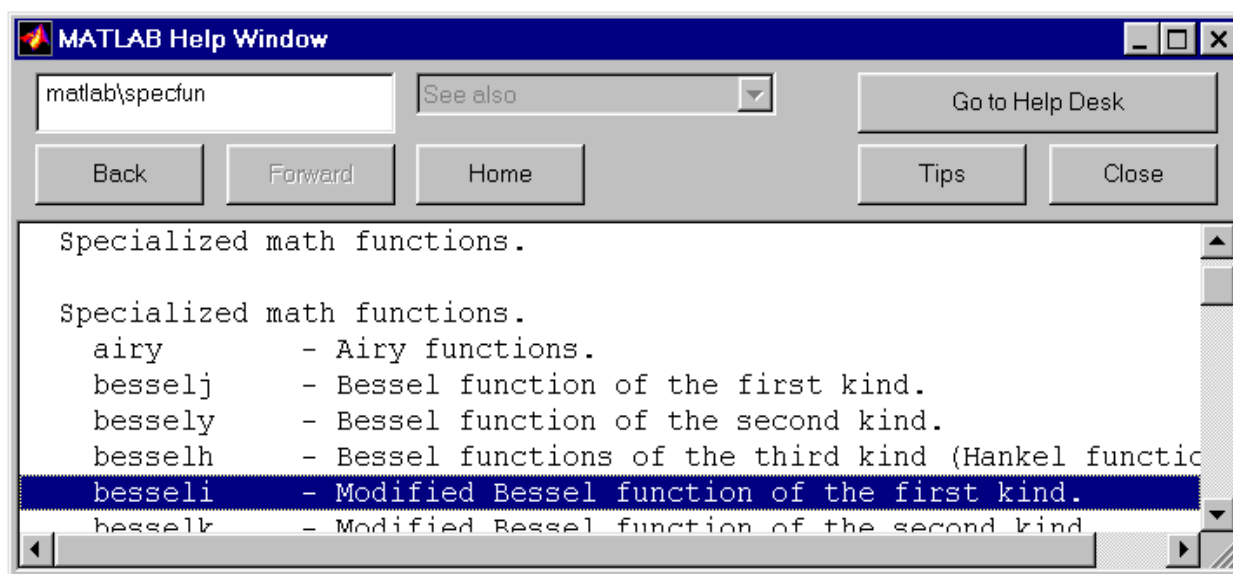 MATLAB Help Window
matlab\specfun
See also
Go to Help Desk
Back
Forward
Home
Tips
Close
Specialized math functions.
Specialized math functions.
airy - Airy functions.
besselj - Bessel function of the first kind.
bessely - Bessel function of the second kind.
besselh - Bessel functions of the third kind (Hankel functic
besseli - Modified Bessel function of the first kind.
besselk - Modified Bessel function of the second kind